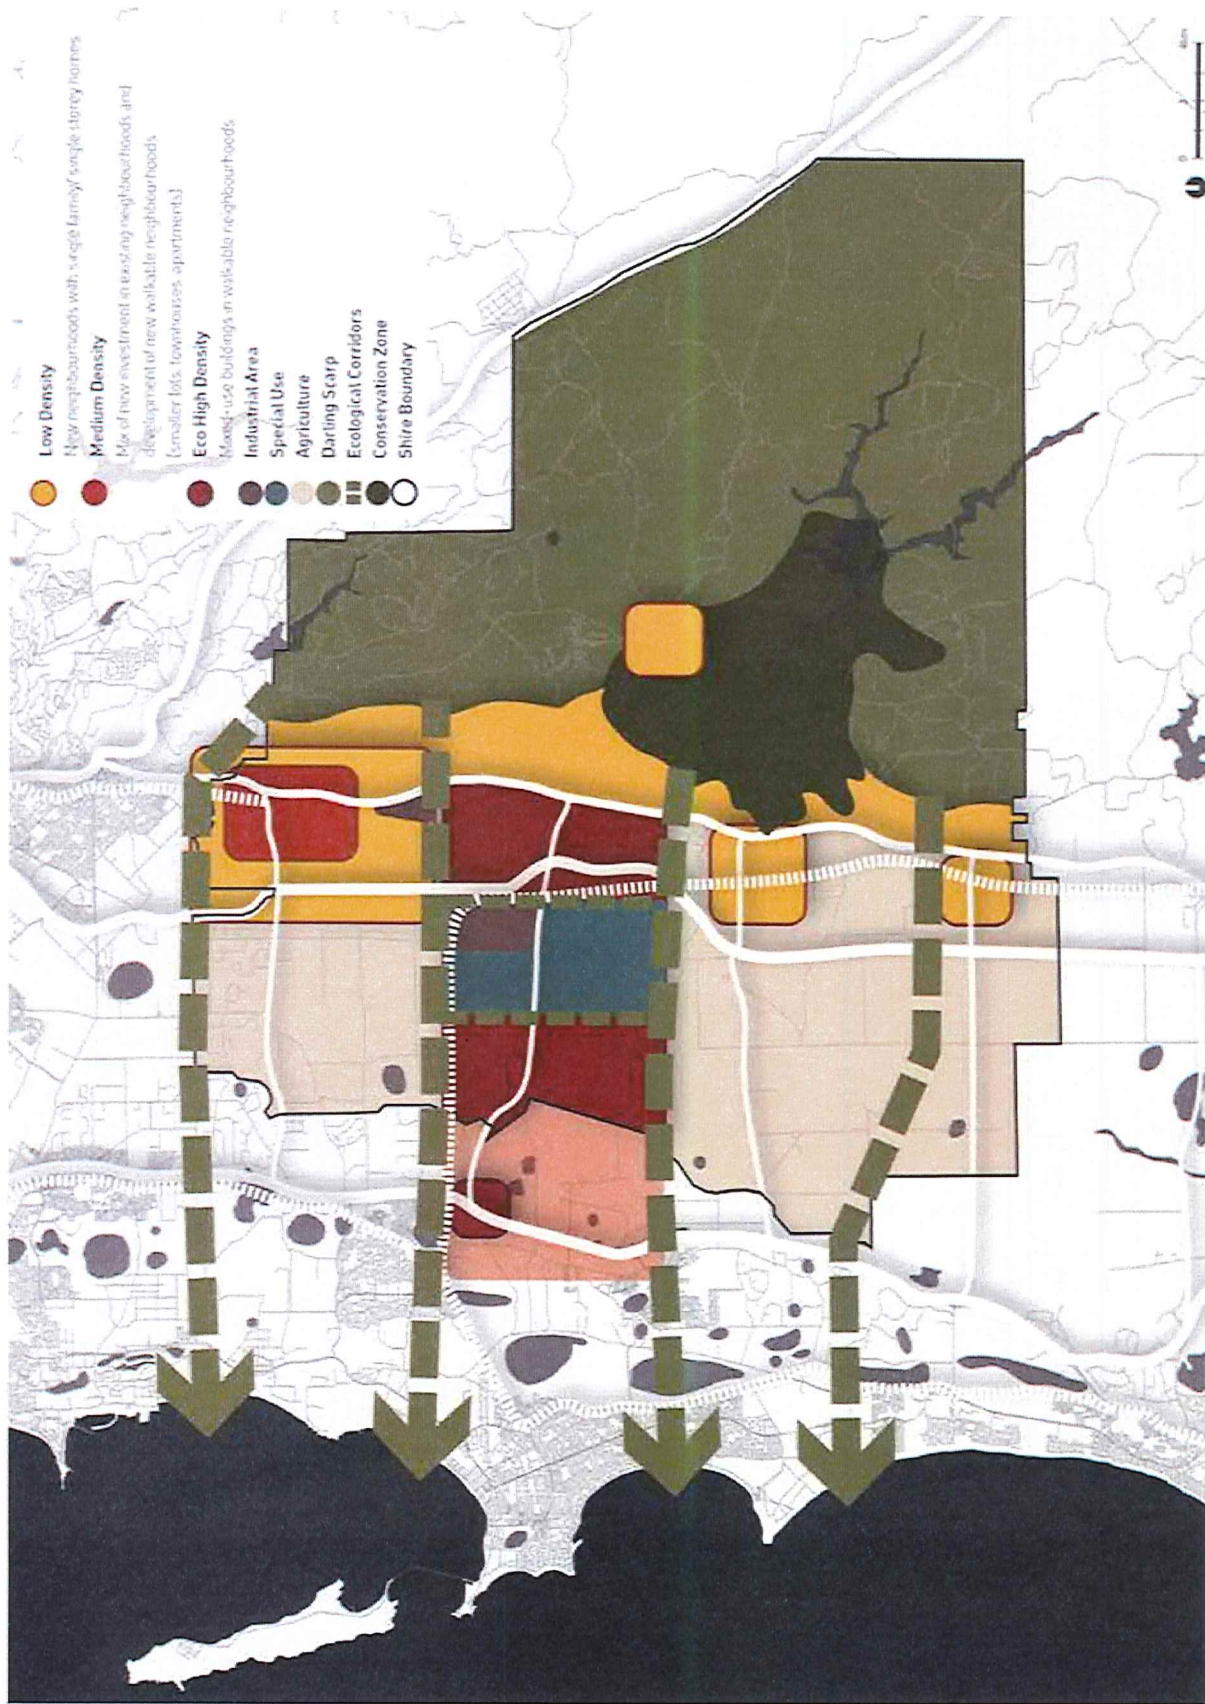 Low Density
New neighbourhoods with single family/ single storey homes
Medium Density
Mix of new investment in existing neighbourhoods and
development of new walkable neighbourhoods
(smaller lots, townhouses, apartments)
Eco High Density
Mixed-use buildings in walkable neighbourhoods
Industrial Area
Special Use
Agriculture
Darling Scarp
Ecological Corridors
Conservation Zone
Shire Boundary
0